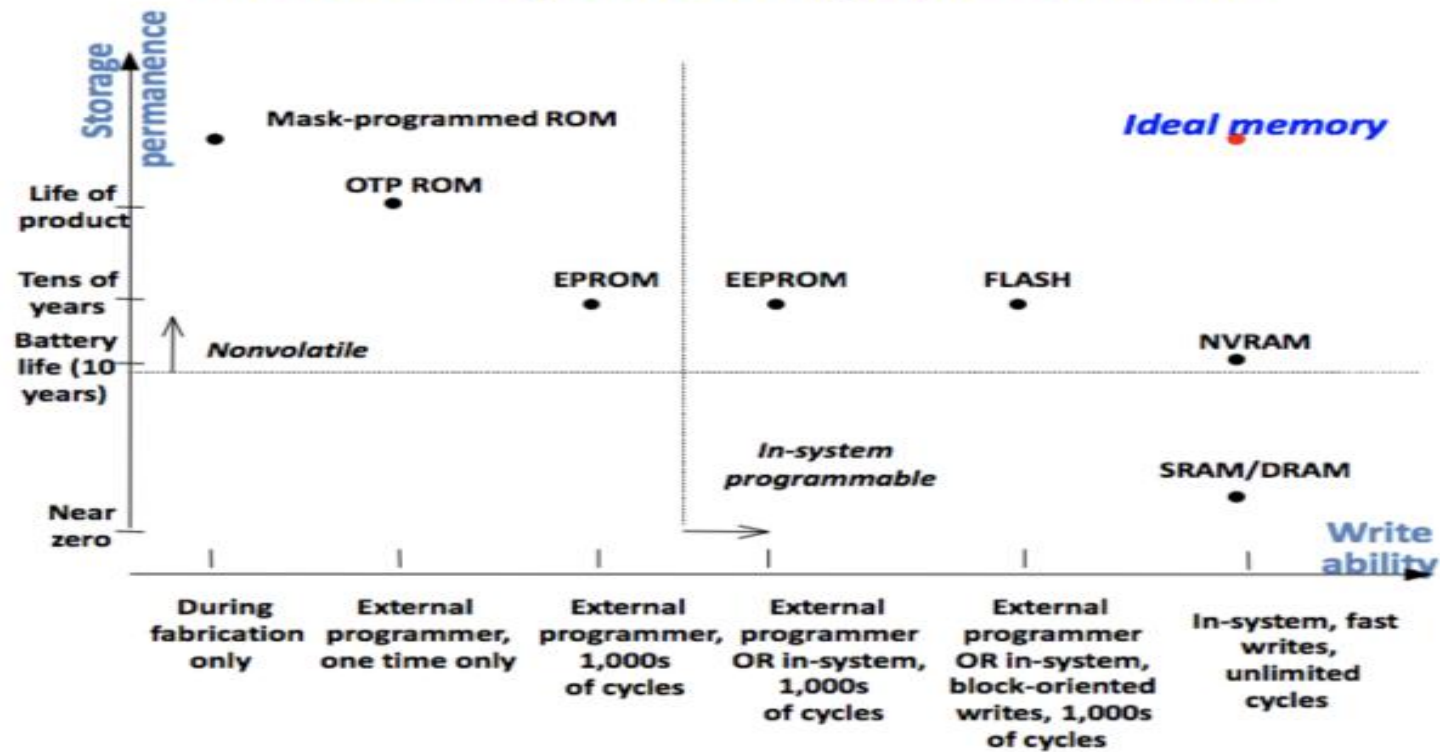 Storage
permanence
Mask-programmed ROM
Ideal memory
OTP ROM
Life of
product
EPROM
EEPROM
FLASH
Tens of
years
NVRAM
Battery
life (10
years)
Nonvolatile
In-system
programmable
SRAM/DRAM
Near
zero
Write
ability
During
fabrication
only
External
programmer,
one time only
External
programmer,
1,000s
of cycles
External
programmer
OR in-system,
1,000s
of cycles
External
programmer
OR in-system,
block-oriented
writes, 1,000s
of cycles
In-system, fast
writes,
unlimited
cycles